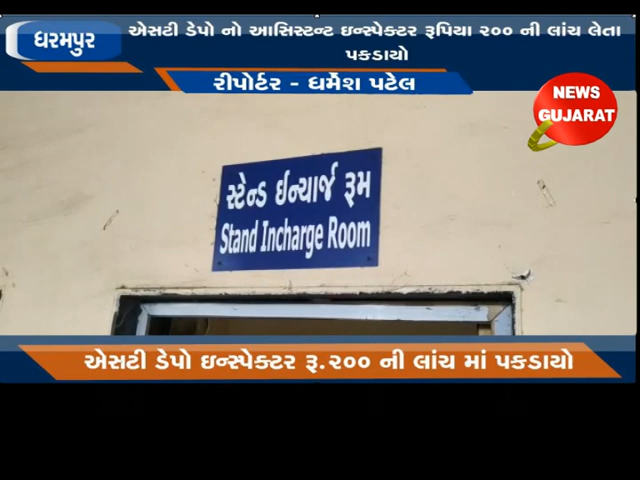 ધરમપુર
એસટી ડેપો નો આસિસ્ટન્ટ ઇન્સ્પેક્ટર રૂપિયા ૨૦૦ ની લાંચ લેતા
પકડાયો
રીપોર્ટર - ધર્મેશ પટેલ
NEWS
GUJARAT
સ્ટેન્ડ ઈન્ચાર્જ રૂમ
Stand Incharge Room
એસટી ડેપો ઇન્સ્પેક્ટર રૂ.૨૦૦ ની લાંચ માં પકડાયો